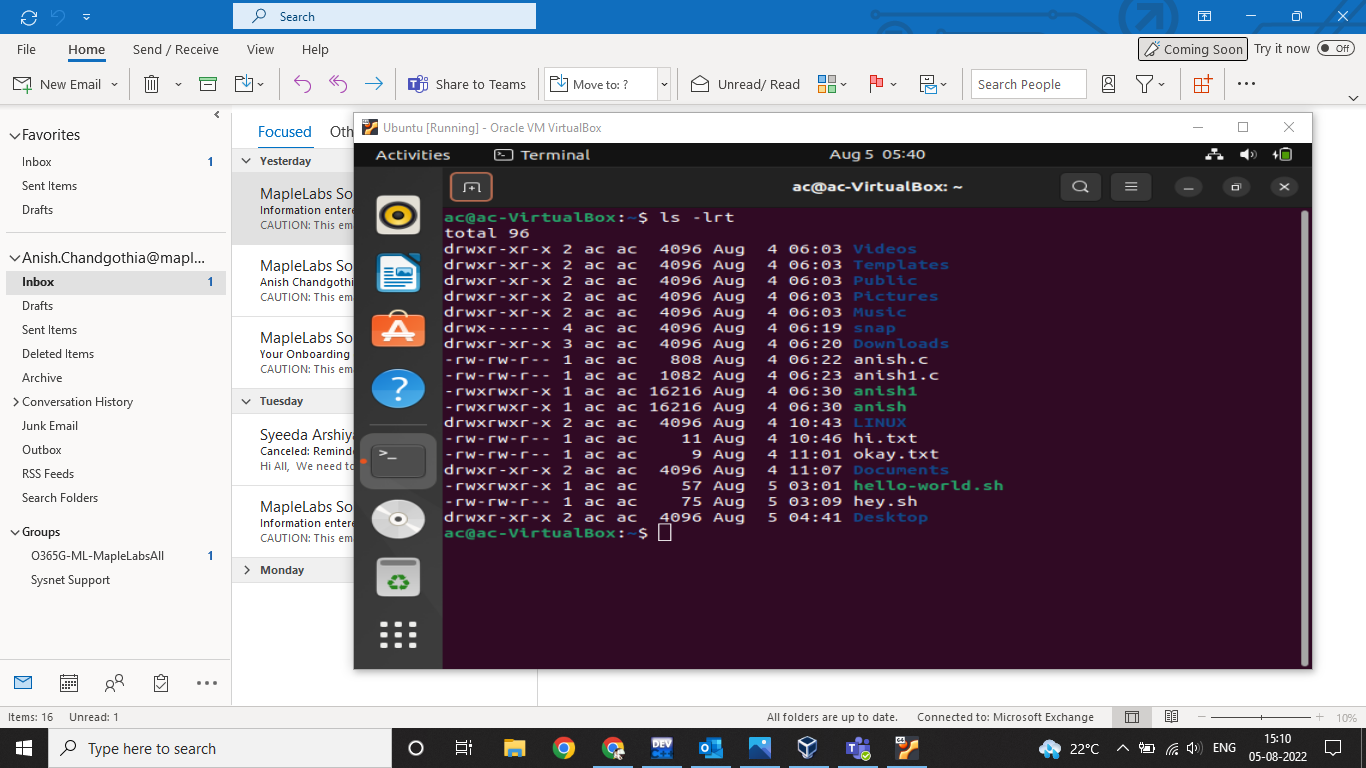 Search
File Home Send / Receive View Help
Coming Soon Try it now Off
New Email Share to Teams Move to: ? Unread/ Read Search People
Favorites
Inbox 1
Sent Items
Drafts
Anish.Chandgothia@mapl...
Inbox 1
Drafts
Sent Items
Deleted Items
Archive
Conversation History
Junk Email
Outbox
RSS Feeds
Search Folders
Groups
O365G-ML-MapleLabsAll 1
Sysnet Support
Items: 16 Unread: 1
Focused Oth
Yesterday
MapleLabs So
Information entere
CAUTION: This em
MapleLabs So
Anish Chandgothi
CAUTION: This em
MapleLabs So
Your Onboarding
CAUTION: This em
Tuesday
Syeeda Arshiy
Canceled: Remind
Hi All, We need to
MapleLabs So
Information entere
CAUTION: This em
Monday
Ubuntu [Running] - Oracle VM VirtualBox
Activities Terminal Aug 5 05:40
ac@ac-VirtualBox: ~
ac@ac-VirtualBox:~$ ls -lrt
total 96
drwxr-xr-x 2 ac ac 4096 Aug 4 06:03 Videos
drwxr-xr-x 2 ac ac 4096 Aug 4 06:03 Templates
drwxr-xr-x 2 ac ac 4096 Aug 4 06:03 Public
drwxr-xr-x 2 ac ac 4096 Aug 4 06:03 Pictures
drwxr-xr-x 2 ac ac 4096 Aug 4 06:03 Music
drwx------ 4 ac ac 4096 Aug 4 06:19 snap
drwxr-xr-x 3 ac ac 4096 Aug 4 06:20 Downloads
-rw-rw-r-- 1 ac ac 808 Aug 4 06:22 anish.c
-rw-rw-r-- 1 ac ac 1082 Aug 4 06:23 anish1.c
-rwxrwxr-x 1 ac ac 16216 Aug 4 06:30 anish1
-rwxrwxr-x 1 ac ac 16216 Aug 4 06:30 anish
drwxrwxr-x 2 ac ac 4096 Aug 4 10:43 LINUX
-rw-rw-r-- 1 ac ac 11 Aug 4 10:46 hi.txt
-rw-rw-r-- 1 ac ac 9 Aug 4 11:01 okay.txt
drwxr-xr-x 2 ac ac 4096 Aug 4 11:07 Documents
-rwxrwxr-x 1 ac ac 57 Aug 5 03:01 hello-world.sh
-rw-rw-r-- 1 ac ac 75 Aug 5 03:09 hey.sh
drwxr-xr-x 2 ac ac 4096 Aug 5 04:41 Desktop
ac@ac-VirtualBox:~$
All folders are up to date. Connected to: Microsoft Exchange 10%
Type here to search DEV 22°C ENG 15:10
05-08-2022